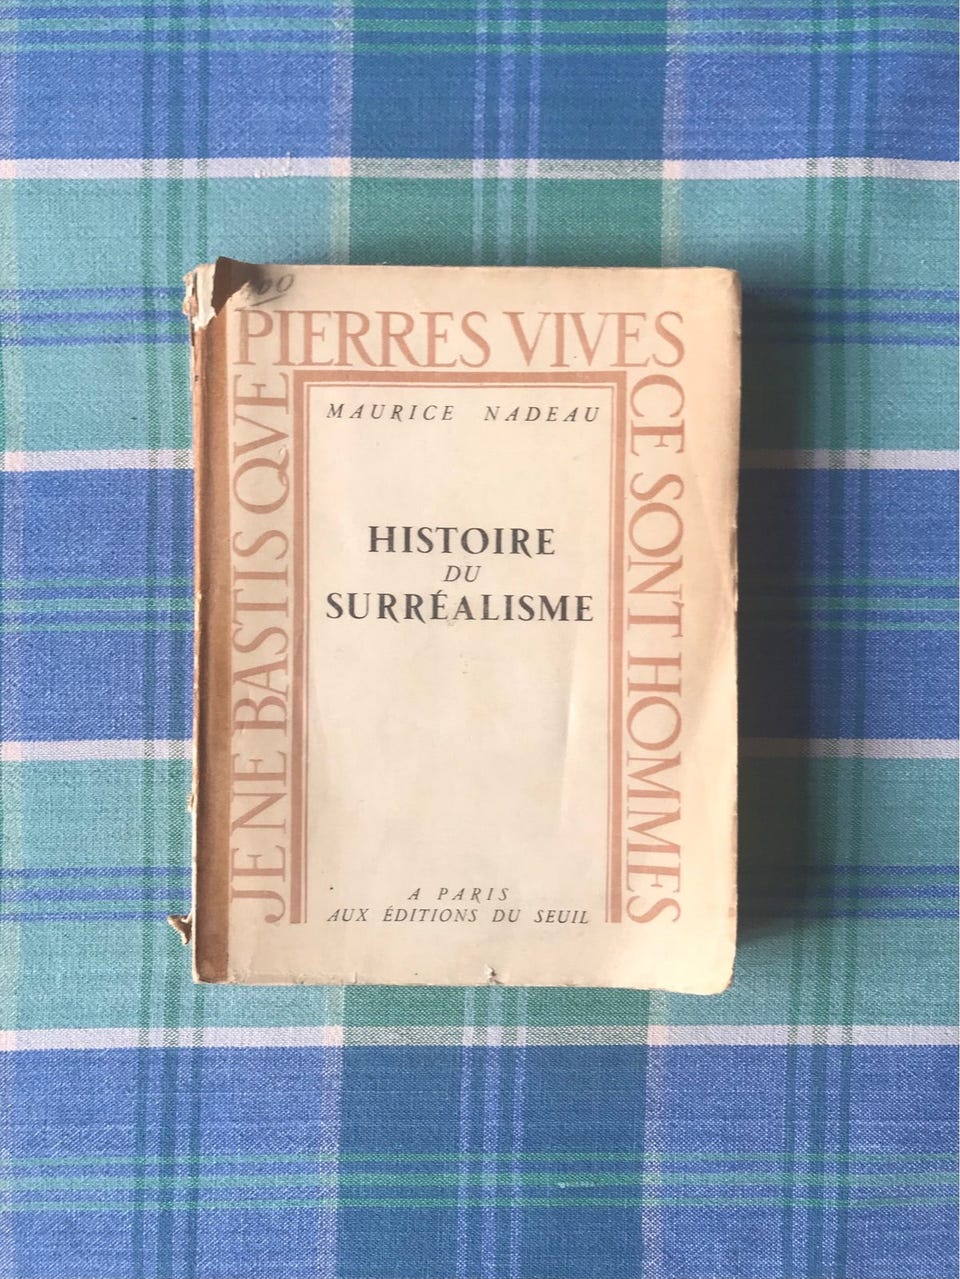 JE NE BASTIS QVE
PIERRES VIVES
CE SONT HOMMES
MAURICE NADEAU
HISTOIRE
DU
SURRÉALISME
A PARIS
AUX ÉDITIONS DU SEUIL